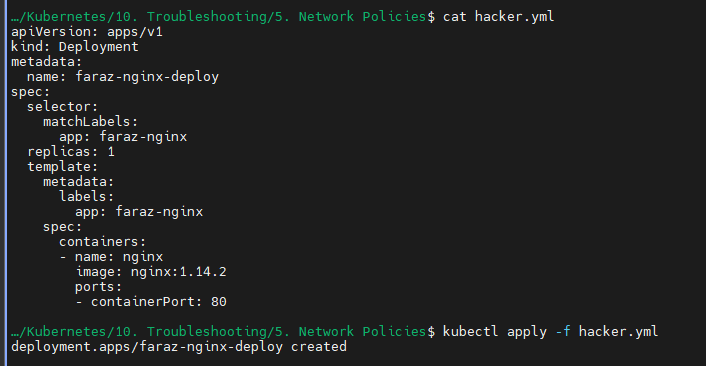 …/Kubernetes/10. Troubleshooting/5. Network Policies$ cat hacker.yml
apiVersion: apps/v1
kind: Deployment
metadata:
  name: faraz-nginx-deploy
spec:
  selector:
    matchLabels:
      app: faraz-nginx
  replicas: 1
  template:
    metadata:
      labels:
        app: faraz-nginx
    spec:
      containers:
      - name: nginx
        image: nginx:1.14.2
        ports:
        - containerPort: 80
…/Kubernetes/10. Troubleshooting/5. Network Policies$ kubectl apply -f hacker.yml
deployment.apps/faraz-nginx-deploy created